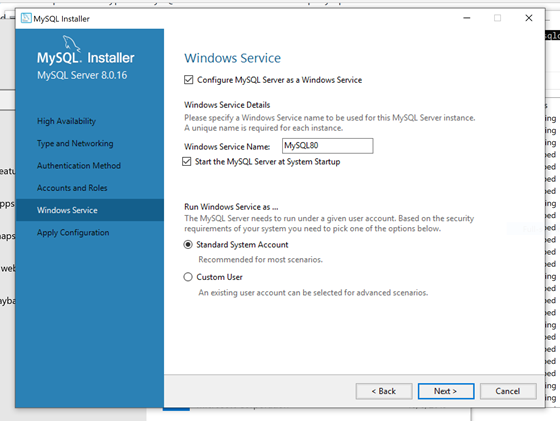 MySQL Installer
MySQL. Installer
MySQL Server 8.0.16
High Availability
Type and Networking
Authentication Method
Accounts and Roles
Windows Service
Apply Configuration
Windows Service
Configure MySQL Server as a Windows Service
Windows Service Details
Please specify a Windows Service name to be used for this MySQL Server instance.
A unique name is required for each instance.
Windows Service Name: MySQL80
Start the MySQL Server at System Startup
Run Windows Service as ...
The MySQL Server needs to run under a given user account. Based on the security
requirements of your system you need to pick one of the options below.
Standard System Account
Recommended for most scenarios.
Custom User
An existing user account can be selected for advanced scenarios.
< Back Next > Cancel